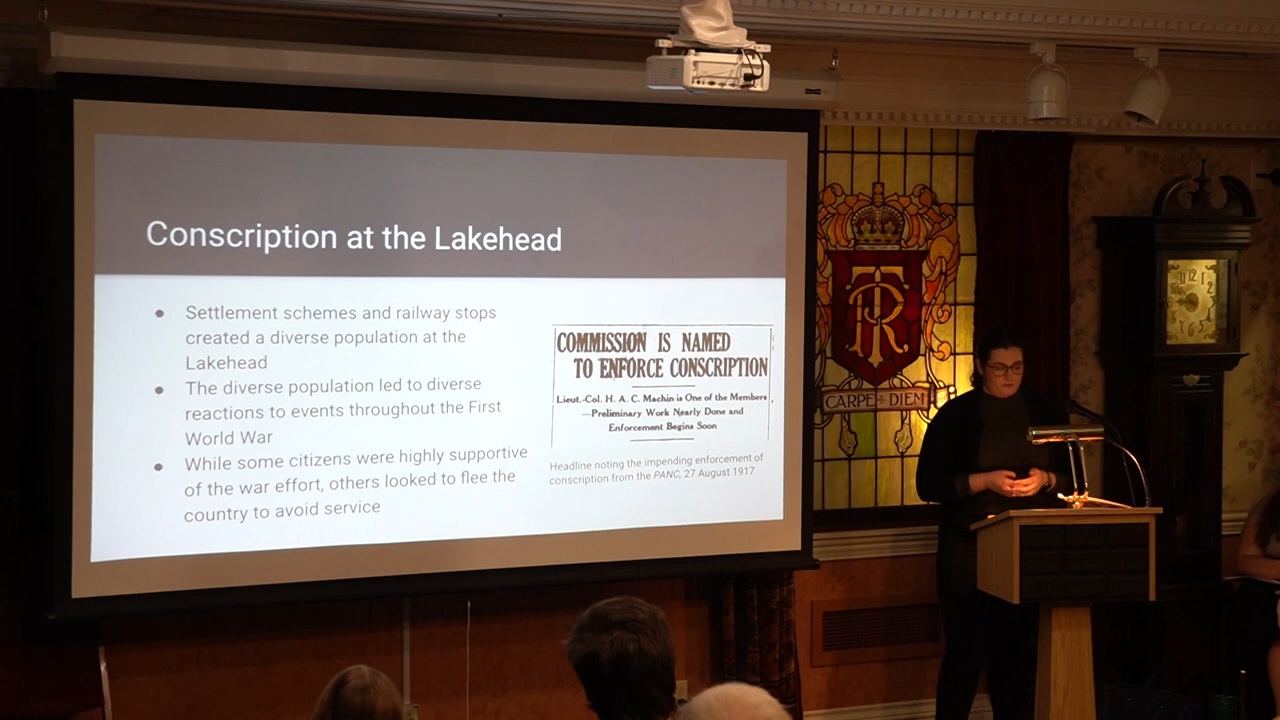 Conscription at the Lakehead
● Settlement schemes and railway stops
created a diverse population at the
Lakehead
● The diverse population led to diverse
reactions to events throughout the First
World War
● While some citizens were highly supportive
of the war effort, others looked to flee the
country to avoid service
COMMISSION IS NAMED
TO ENFORCE CONSCRIPTION
Lieut.-Col. H. A. C. Machin is One of the Members
—Preliminary Work Nearly Done and
Enforcement Begins Soon
Headline noting the impending enforcement of
conscription from the PANC, 27 August 1917
TR
CARPE DIEM